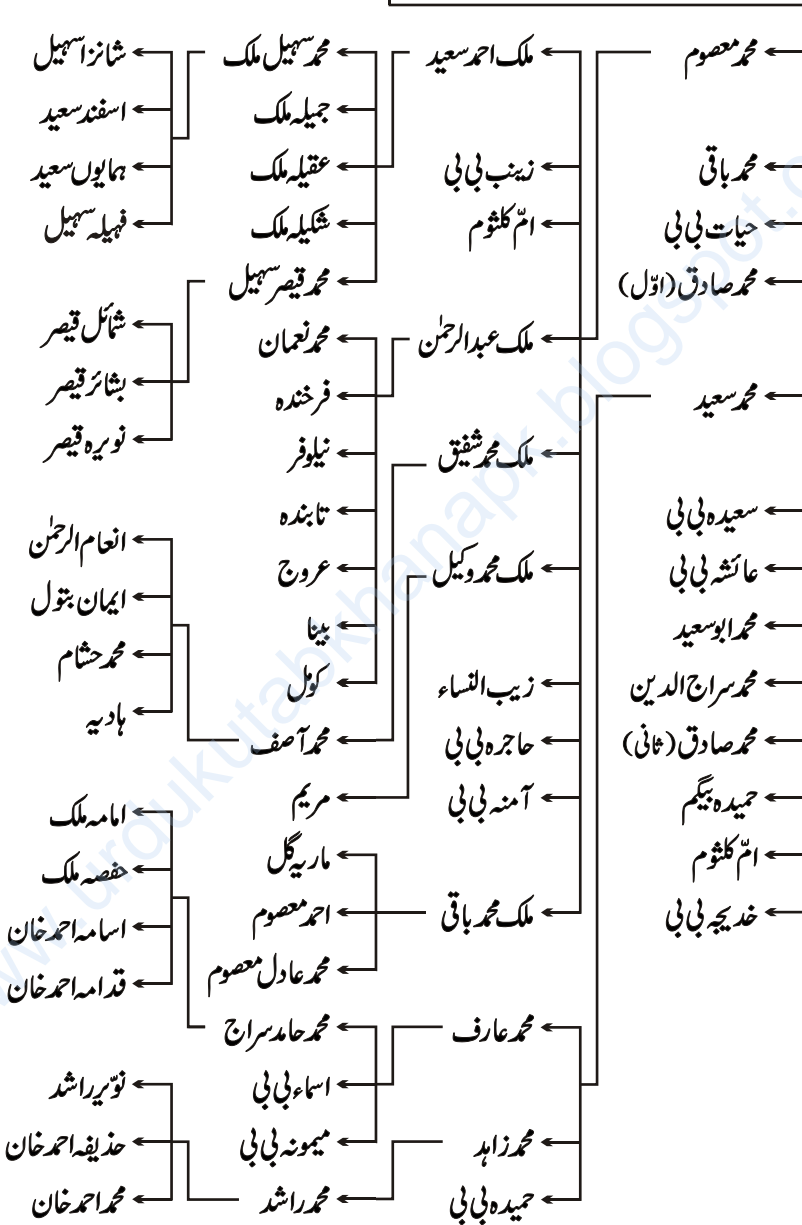 محمد معصوم
محمد باقی
حیات بی بی
محمد صادق (اوّل)
محمد سعید
سعیدہ بی بی
عائشہ بی بی
محمد ابو سعید
محمد سراج الدین
محمد صادق (ثانی)
حمیدہ بیگم
امّ کلثوم
خدیجہ بی بی
ملک احمد سعید
زینب بی بی
امّ کلثوم
ملک عبدالرحمٰن
ملک محمد شفیق
ملک محمد وکیل
زیب النساء
حاجرہ بی بی
آمنہ بی بی
ملک محمد باقی
محمد عارف
محمد زاہد
حمیدہ بی بی
محمد سہیل ملک
جمیلہ ملک
عقیلہ ملک
شکیلہ ملک
محمد قیصر سہیل
محمد نعمان
فرخندہ
نیلوفر
تابندہ
عروج
بینا
کومل
محمد آصف
مریم
ماریہ گل
احمد معصوم
محمد عادل معصوم
محمد حامد سراج
اسماء بی بی
میمونہ بی بی
محمد راشد
شانزا سہیل
اسفند سعید
ہمایوں سعید
فہیلہ سہیل
شمائل قیصر
بشائر قیصر
نویرہ قیصر
انعام الرحمٰن
ایمان بتول
محمد حشام
ہادیہ
امامہ ملک
حفصہ ملک
اسامہ احمد خان
قدامہ احمد خان
نوّیر راشد
حذیفہ احمد خان
محمد احمد خان
www.urdukutabkhanapk.blogspot.c